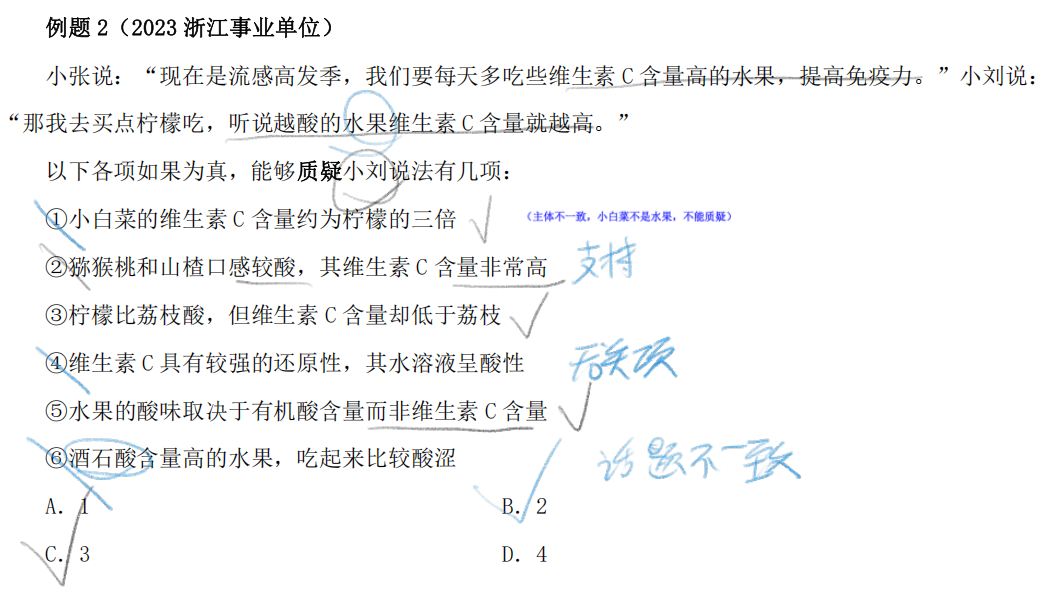 例题 2（2023 浙江事业单位）
小张说：“现在是流感高发季，我们要每天多吃些维生素 C 含量高的水果，提高免疫力。”小刘说：
“那我去买点柠檬吃，听说越酸的水果维生素 C 含量就越高。”
以下各项如果为真，能够质疑小刘说法有几项：
①小白菜的维生素 C 含量约为柠檬的三倍 （主体不一致，小白菜不是水果，不能质疑）
②猕猴桃和山楂口感较酸，其维生素 C 含量非常高 支持
③柠檬比荔枝酸，但维生素 C 含量却低于荔枝
④维生素 C 具有较强的还原性，其水溶液呈酸性 无关项
⑤水果的酸味取决于有机酸含量而非维生素 C 含量
⑥酒石酸含量高的水果，吃起来比较酸涩 话题不一致
A. 1 B. 2
C. 3 D. 4